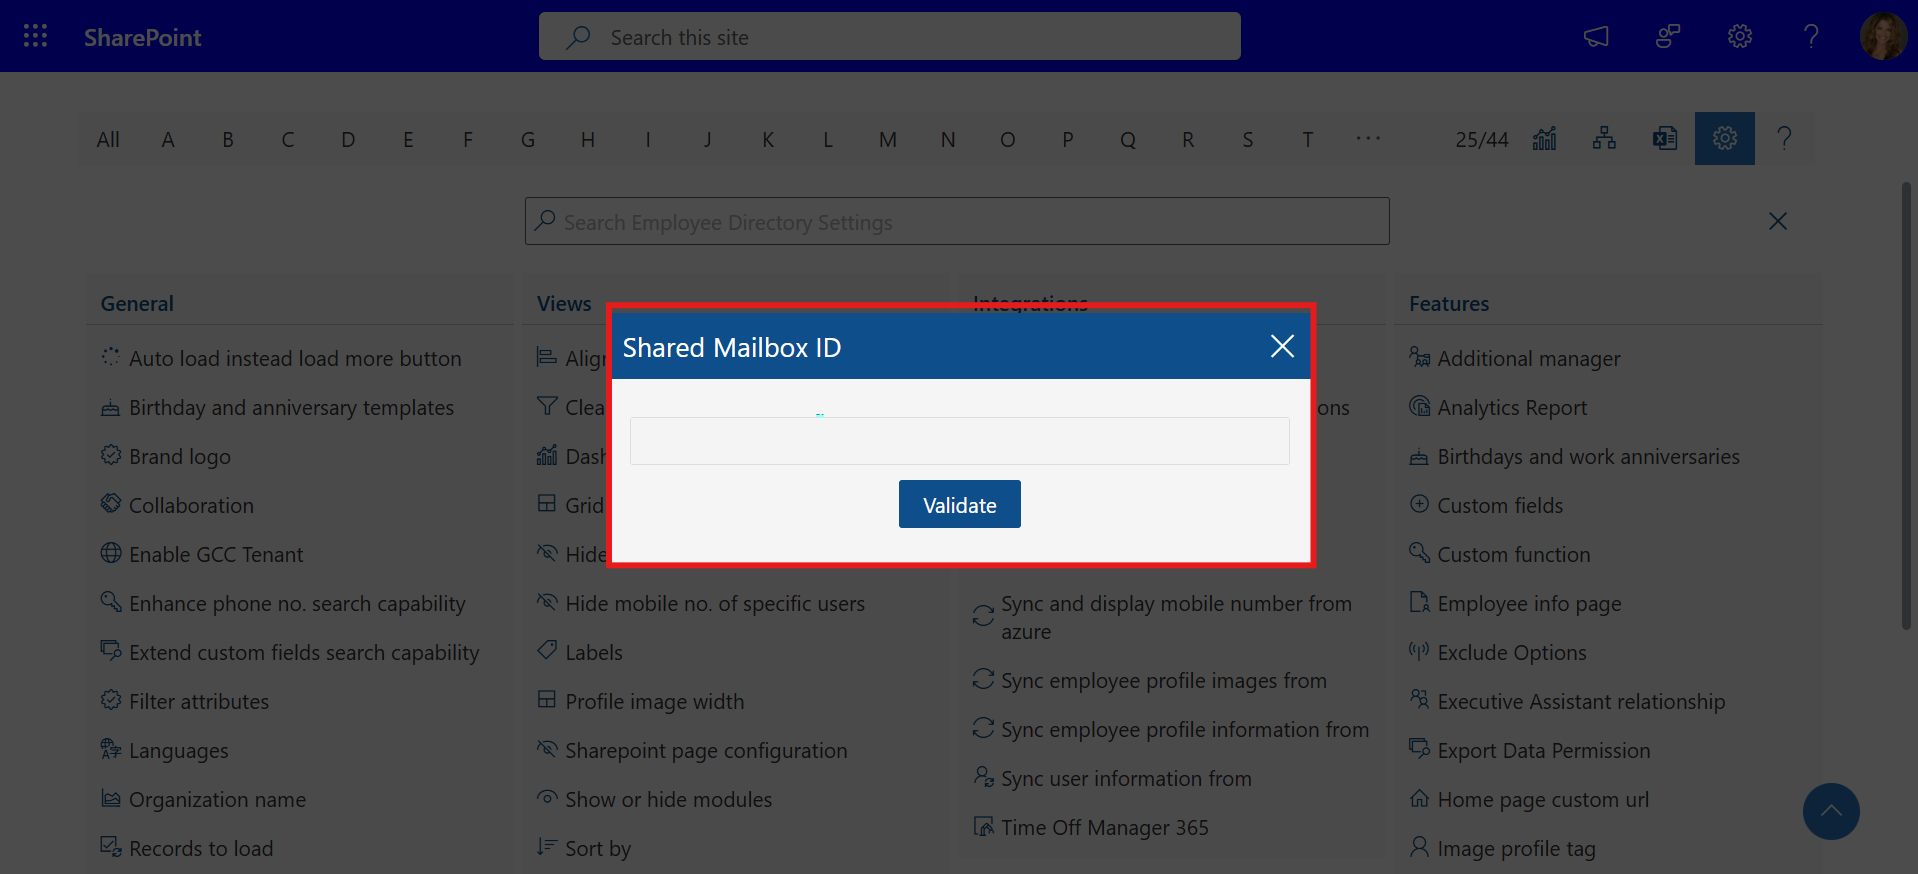 SharePoint
Search this site
All A B C D E F G H I J K L M N O P Q R S T ... 25/44
Search Employee Directory Settings
General
Auto load instead load more button
Birthday and anniversary templates
Brand logo
Collaboration
Enable GCC Tenant
Enhance phone no. search capability
Extend custom fields search capability
Filter attributes
Languages
Organization name
Records to load
Views
Hide mobile no. of specific users
Labels
Profile image width
Sharepoint page configuration
Show or hide modules
Sort by
Integrations
Shared Mailbox ID
Validate
Sync and display mobile number from
azure
Sync employee profile images from
Sync employee profile information from
Sync user information from
Time Off Manager 365
Features
Additional manager
Analytics Report
Birthdays and work anniversaries
Custom fields
Custom function
Employee info page
Exclude Options
Executive Assistant relationship
Export Data Permission
Home page custom url
Image profile tag